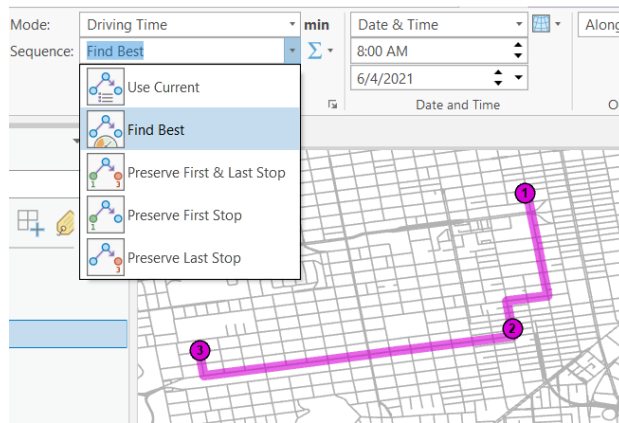 Mode: Driving Time min Date & Time Along
Sequence: Find Best Σ 8:00 AM
6/4/2021
Use Current
Date and Time O
Find Best
1 3 Preserve First & Last Stop
1 Preserve First Stop
3 Preserve Last Stop
1
2
3